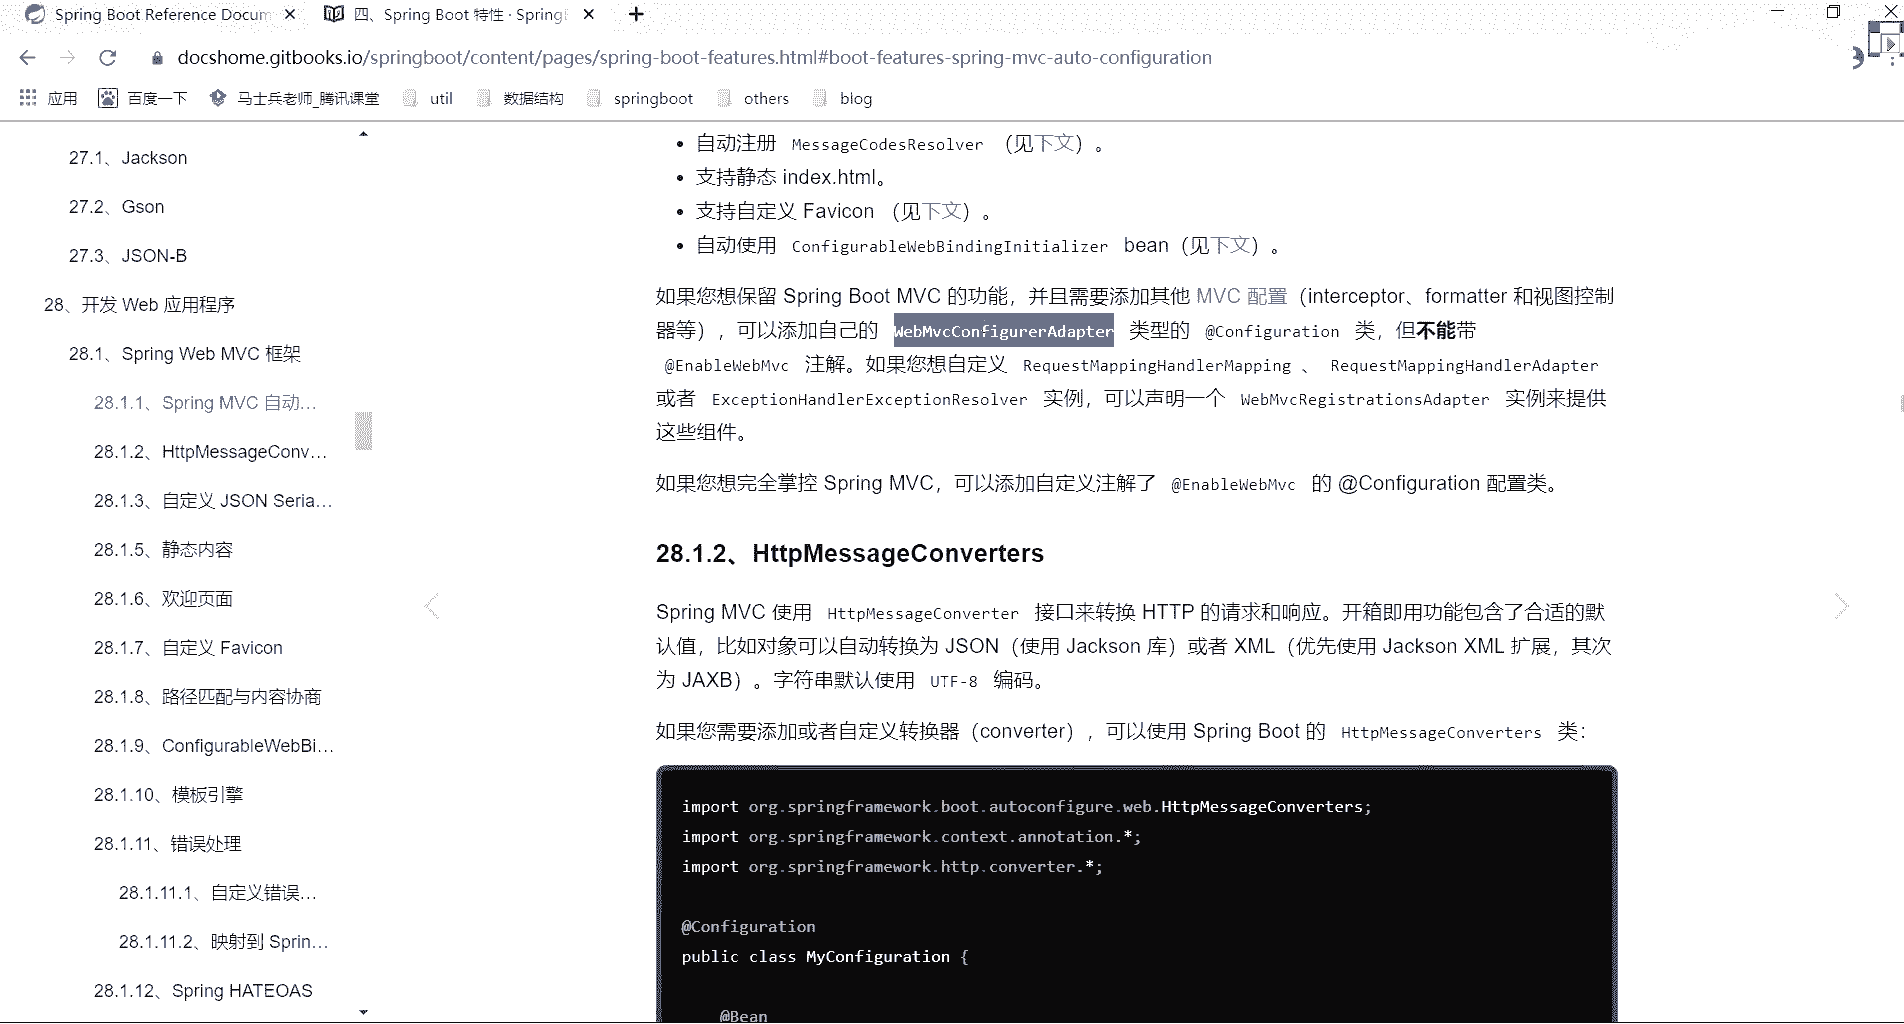 Spring Boot Reference Docum
四、Spring Boot 特性 · Spring
docshome.gitbooks.io/springboot/content/pages/spring-boot-features.html#boot-features-spring-mvc-auto-configuration
应用 百度一下 马士兵老师_腾讯课堂 util 数据结构 springboot others blog
27.1、Jackson
27.2、Gson
27.3、JSON-B
28、开发 Web 应用程序
28.1、Spring Web MVC 框架
28.1.1、Spring MVC 自动…
28.1.2、HttpMessageConv…
28.1.3、自定义 JSON Seria…
28.1.5、静态内容
28.1.6、欢迎页面
28.1.7、自定义 Favicon
28.1.8、路径匹配与内容协商
28.1.9、ConfigurableWebBi…
28.1.10、模板引擎
28.1.11、错误处理
28.1.11.1、自定义错误…
28.1.11.2、映射到 Sprin…
28.1.12、Spring HATEOAS
• 自动注册 MessageCodesResolver （见下文）。
• 支持静态 index.html。
• 支持自定义 Favicon （见下文）。
• 自动使用 ConfigurableWebBindingInitializer bean（见下文）。
如果您想保留 Spring Boot MVC 的功能，并且需要添加其他 MVC 配置（interceptor、formatter 和视图控制
器等），可以添加自己的 WebMvcConfigurerAdapter 类型的 @Configuration 类，但不能带
@EnableWebMvc 注解。如果您想自定义 RequestMappingHandlerMapping 、 RequestMappingHandlerAdapter
或者 ExceptionHandlerExceptionResolver 实例，可以声明一个 WebMvcRegistrationsAdapter 实例来提供
这些组件。
如果您想完全掌控 Spring MVC，可以添加自定义注解了 @EnableWebMvc 的 @Configuration 配置类。
28.1.2、HttpMessageConverters
Spring MVC 使用 HttpMessageConverter 接口来转换 HTTP 的请求和响应。开箱即用功能包含了合适的默
认值，比如对象可以自动转换为 JSON（使用 Jackson 库）或者 XML（优先使用 Jackson XML 扩展，其次
为 JAXB）。字符串默认使用 UTF-8 编码。
如果您需要添加或者自定义转换器（converter），可以使用 Spring Boot 的 HttpMessageConverters 类：
import org.springframework.boot.autoconfigure.web.HttpMessageConverters;
import org.springframework.context.annotation.*;
import org.springframework.http.converter.*;
@Configuration
public class MyConfiguration {
@Bean